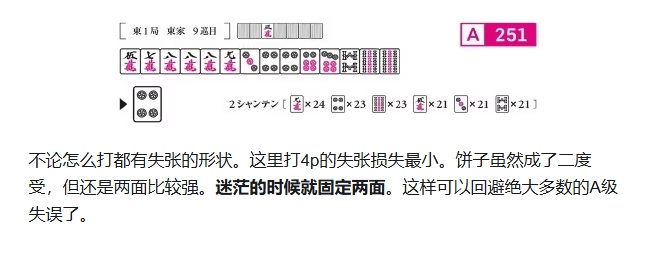 [ 東1局 東家 9巡目 ]
A 251
2シャンテン [ ×24 ×23 ×23 ×21 ×21 ×21 ]
不论怎么打都有失张的形状。这里打4p的失张损失最小。饼子虽然成了二度
受，但还是两面比较强。迷茫的时候就固定两面。这样可以回避绝大多数的A级
失误了。